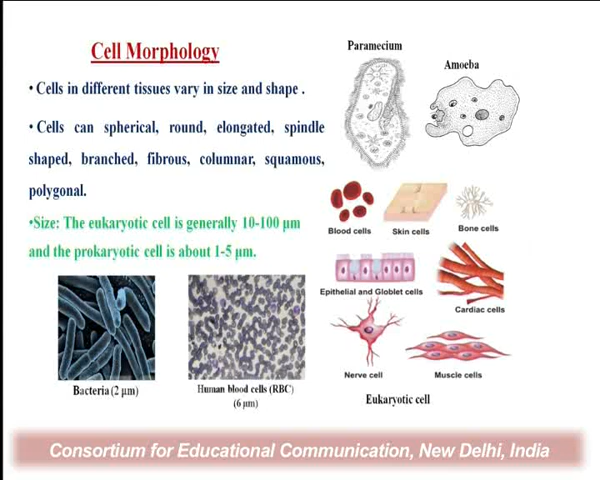 Cell Morphology
• Cells in different tissues vary in size and shape .
• Cells can spherical, round, elongated, spindle
shaped, branched, fibrous, columnar, squamous,
polygonal.
•Size: The eukaryotic cell is generally 10-100 µm
and the prokaryotic cell is about 1-5 µm.
Bacteria (2 µm)
Human blood cells (RBC)
(6 µm)
Paramecium
Amoeba
Blood cells
Skin cells
Bone cells
Epithelial and Globlet cells
Cardiac cells
Nerve cell
Muscle cells
Eukaryotic cell
Consortium for Educational Communication, New Delhi, India